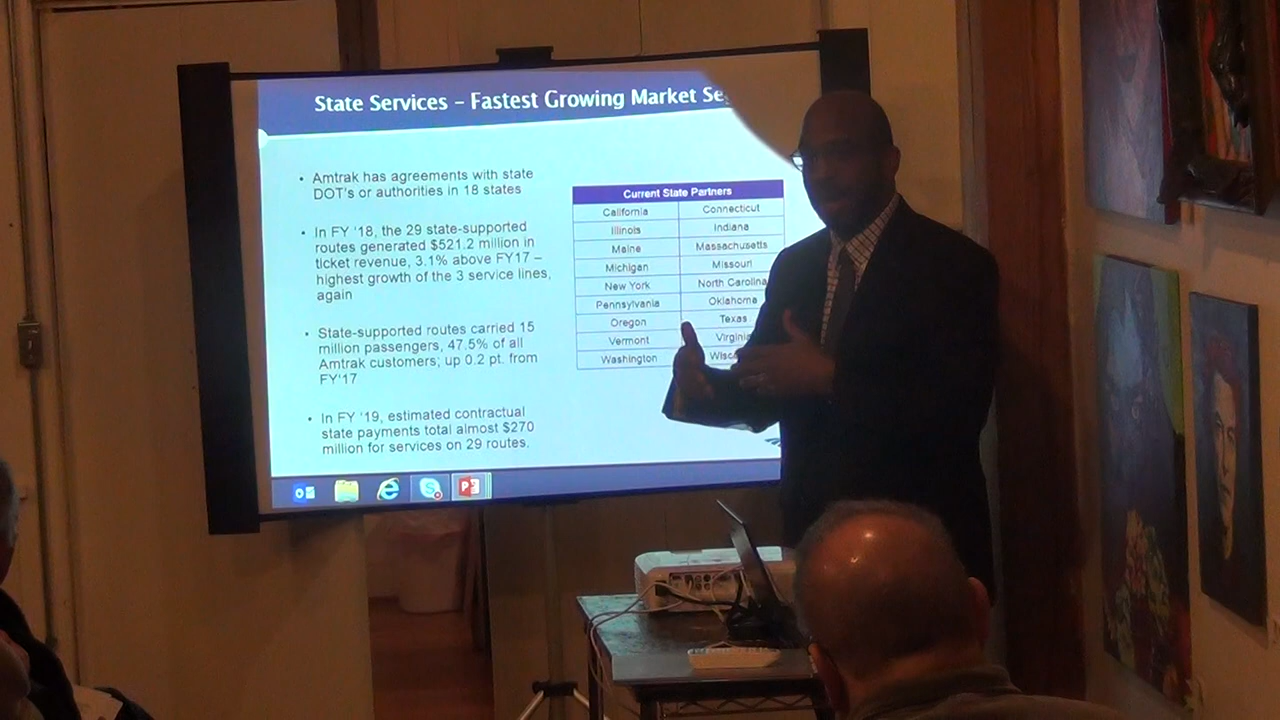 State Services – Fastest Growing Market
• Amtrak has agreements with state
DOT's or authorities in 18 states
• In FY '18, the 29 state-supported
routes generated $521.2 million in
ticket revenue, 3.1% above FY17 –
highest growth of the 3 service lines,
again
• State-supported routes carried 15
million passengers, 47.5% of all
Amtrak customers; up 0.2 pt. from
FY'17
• In FY '19, estimated contractual
state payments total almost $270
million for services on 29 routes.
Current State Partners
California Connecticut
Illinois Indiana
Maine Massachusetts
Michigan Missouri
New York North Carolina
Pennsylvania Oklahoma
Oregon Texas
Vermont Virginia
Washington